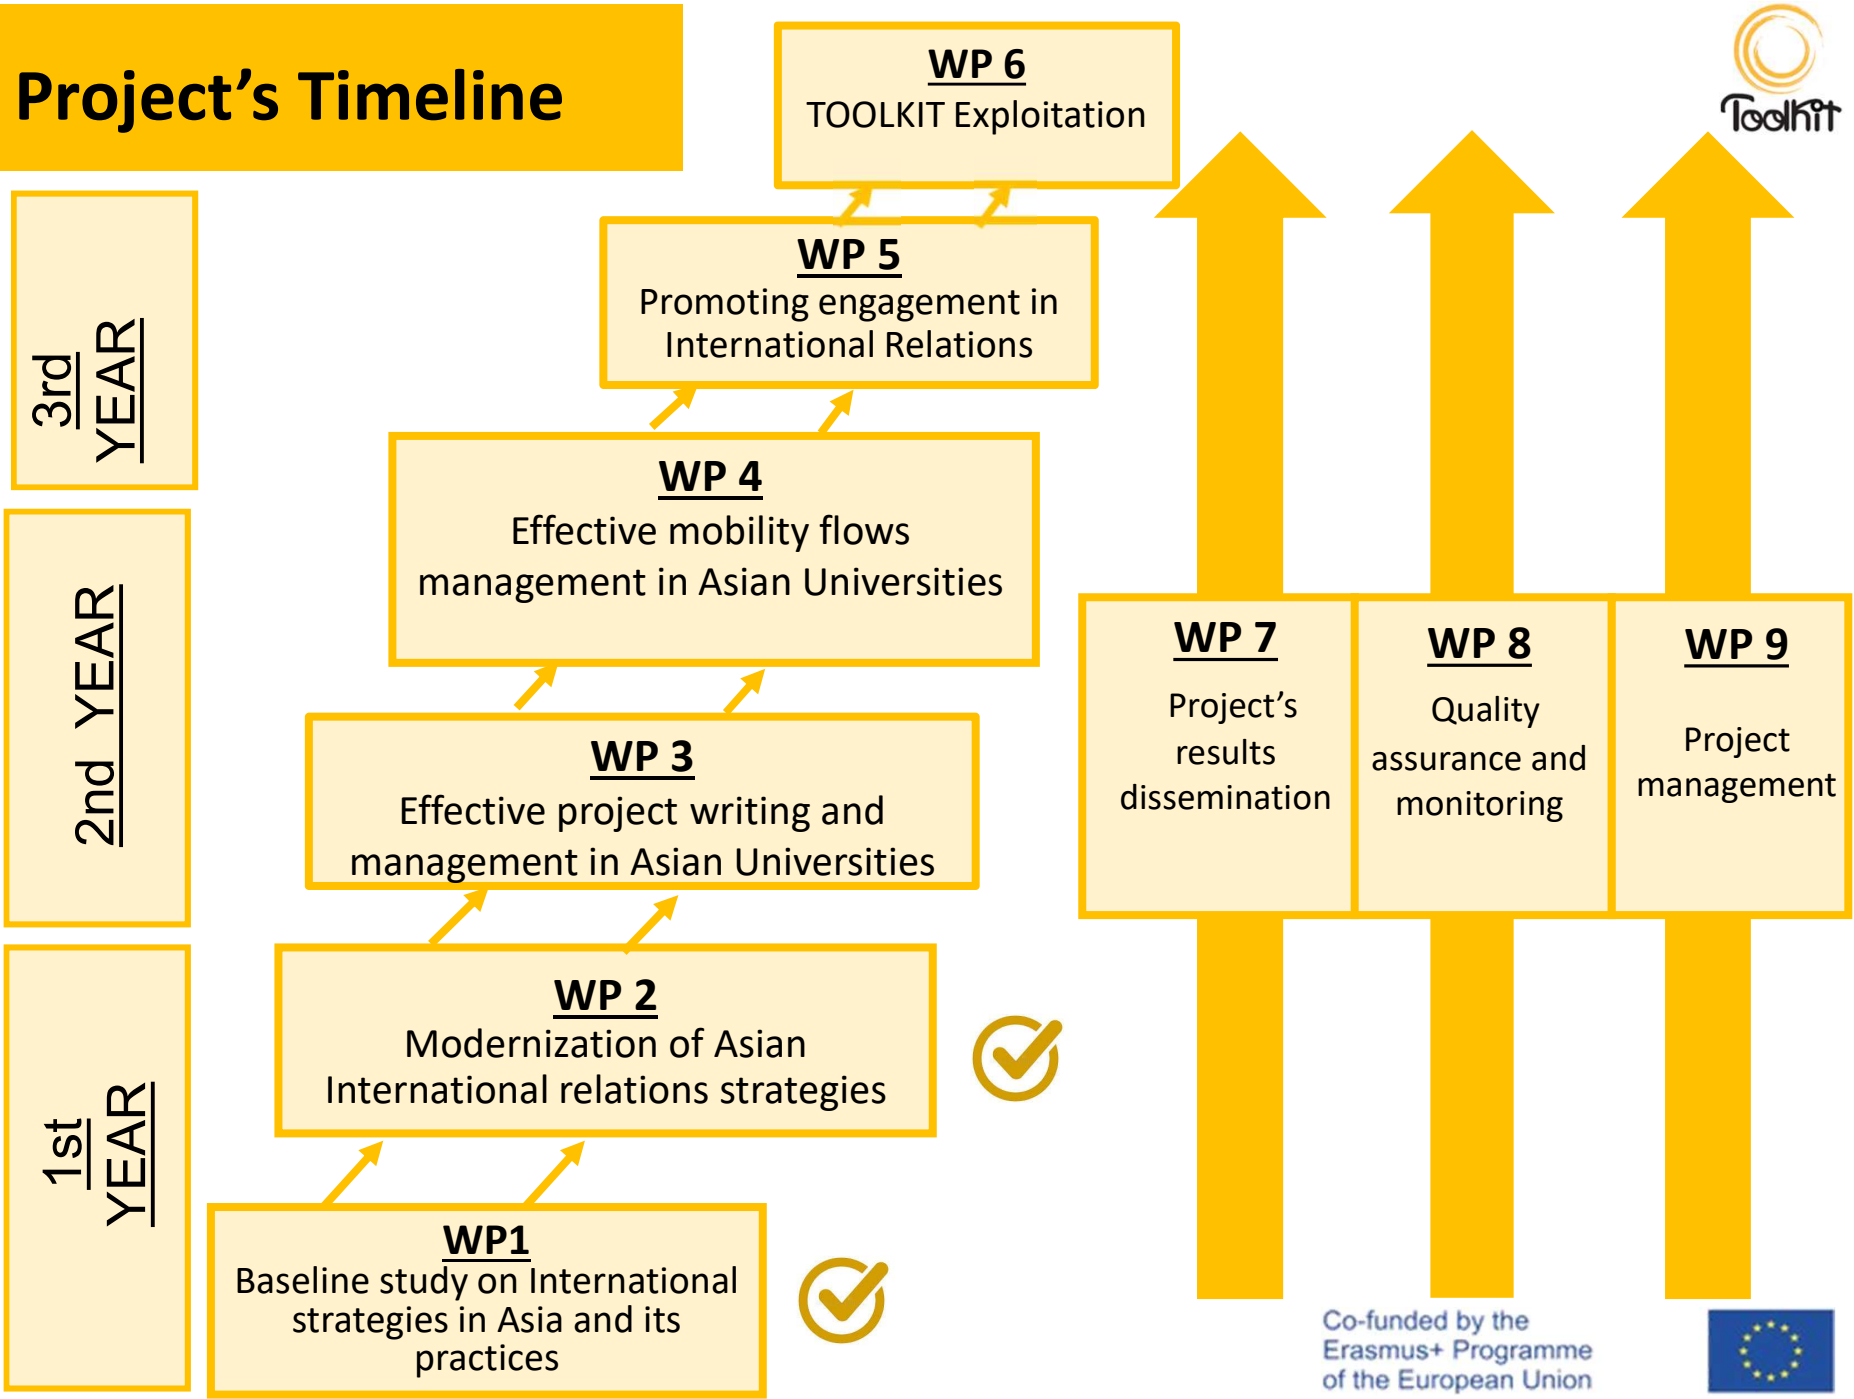 Project’s Timeline
Toolkit
WP 6
TOOLKIT Exploitation
3rd
YEAR
WP 5
Promoting engagement in
International Relations
WP 4
Effective mobility flows
management in Asian Universities
2nd YEAR
WP 3
Effective project writing and
management in Asian Universities
WP 7
Project’s
results
dissemination
WP 8
Quality
assurance and
monitoring
WP 9
Project
management
1st
YEAR
WP 2
Modernization of Asian
International relations strategies
WP1
Baseline study on International
strategies in Asia and its
practices
Co-funded by the
Erasmus+ Programme
of the European Union